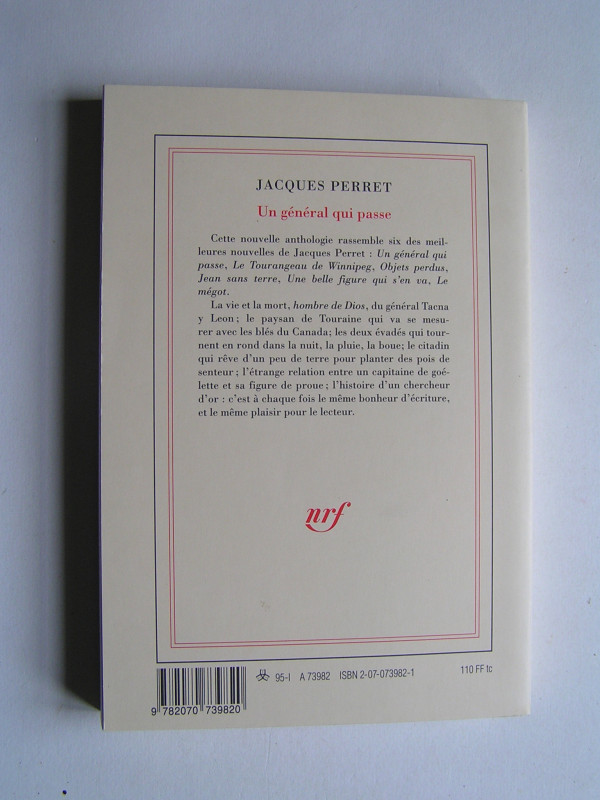 JACQUES PERRET
Un général qui passe
Cette nouvelle anthologie rassemble six des meil-
leures nouvelles de Jacques Perret : Un général qui
passe, Le Tourangeau de Winnipeg, Objets perdus,
Jean sans terre, Une belle figure qui s'en va, Le
mégot.
La vie et la mort, hombre de Dios, du général Tacna
y Leon ; le paysan de Touraine qui va se mesu-
rer avec les blés du Canada; les deux évadés qui tour-
nent en rond dans la nuit, la pluie, la boue; le citadin
qui rêve d'un peu de terre pour planter des pois de
senteur ; l'étrange relation entre un capitaine de goé-
lette et sa figure de proue ; l'histoire d'un chercheur
d'or : c'est à chaque fois le même bonheur d'écriture,
et le même plaisir pour le lecteur.
nrf
95-I A 73982 ISBN 2-07-073982-1 110 FF tc
9 782070 739820